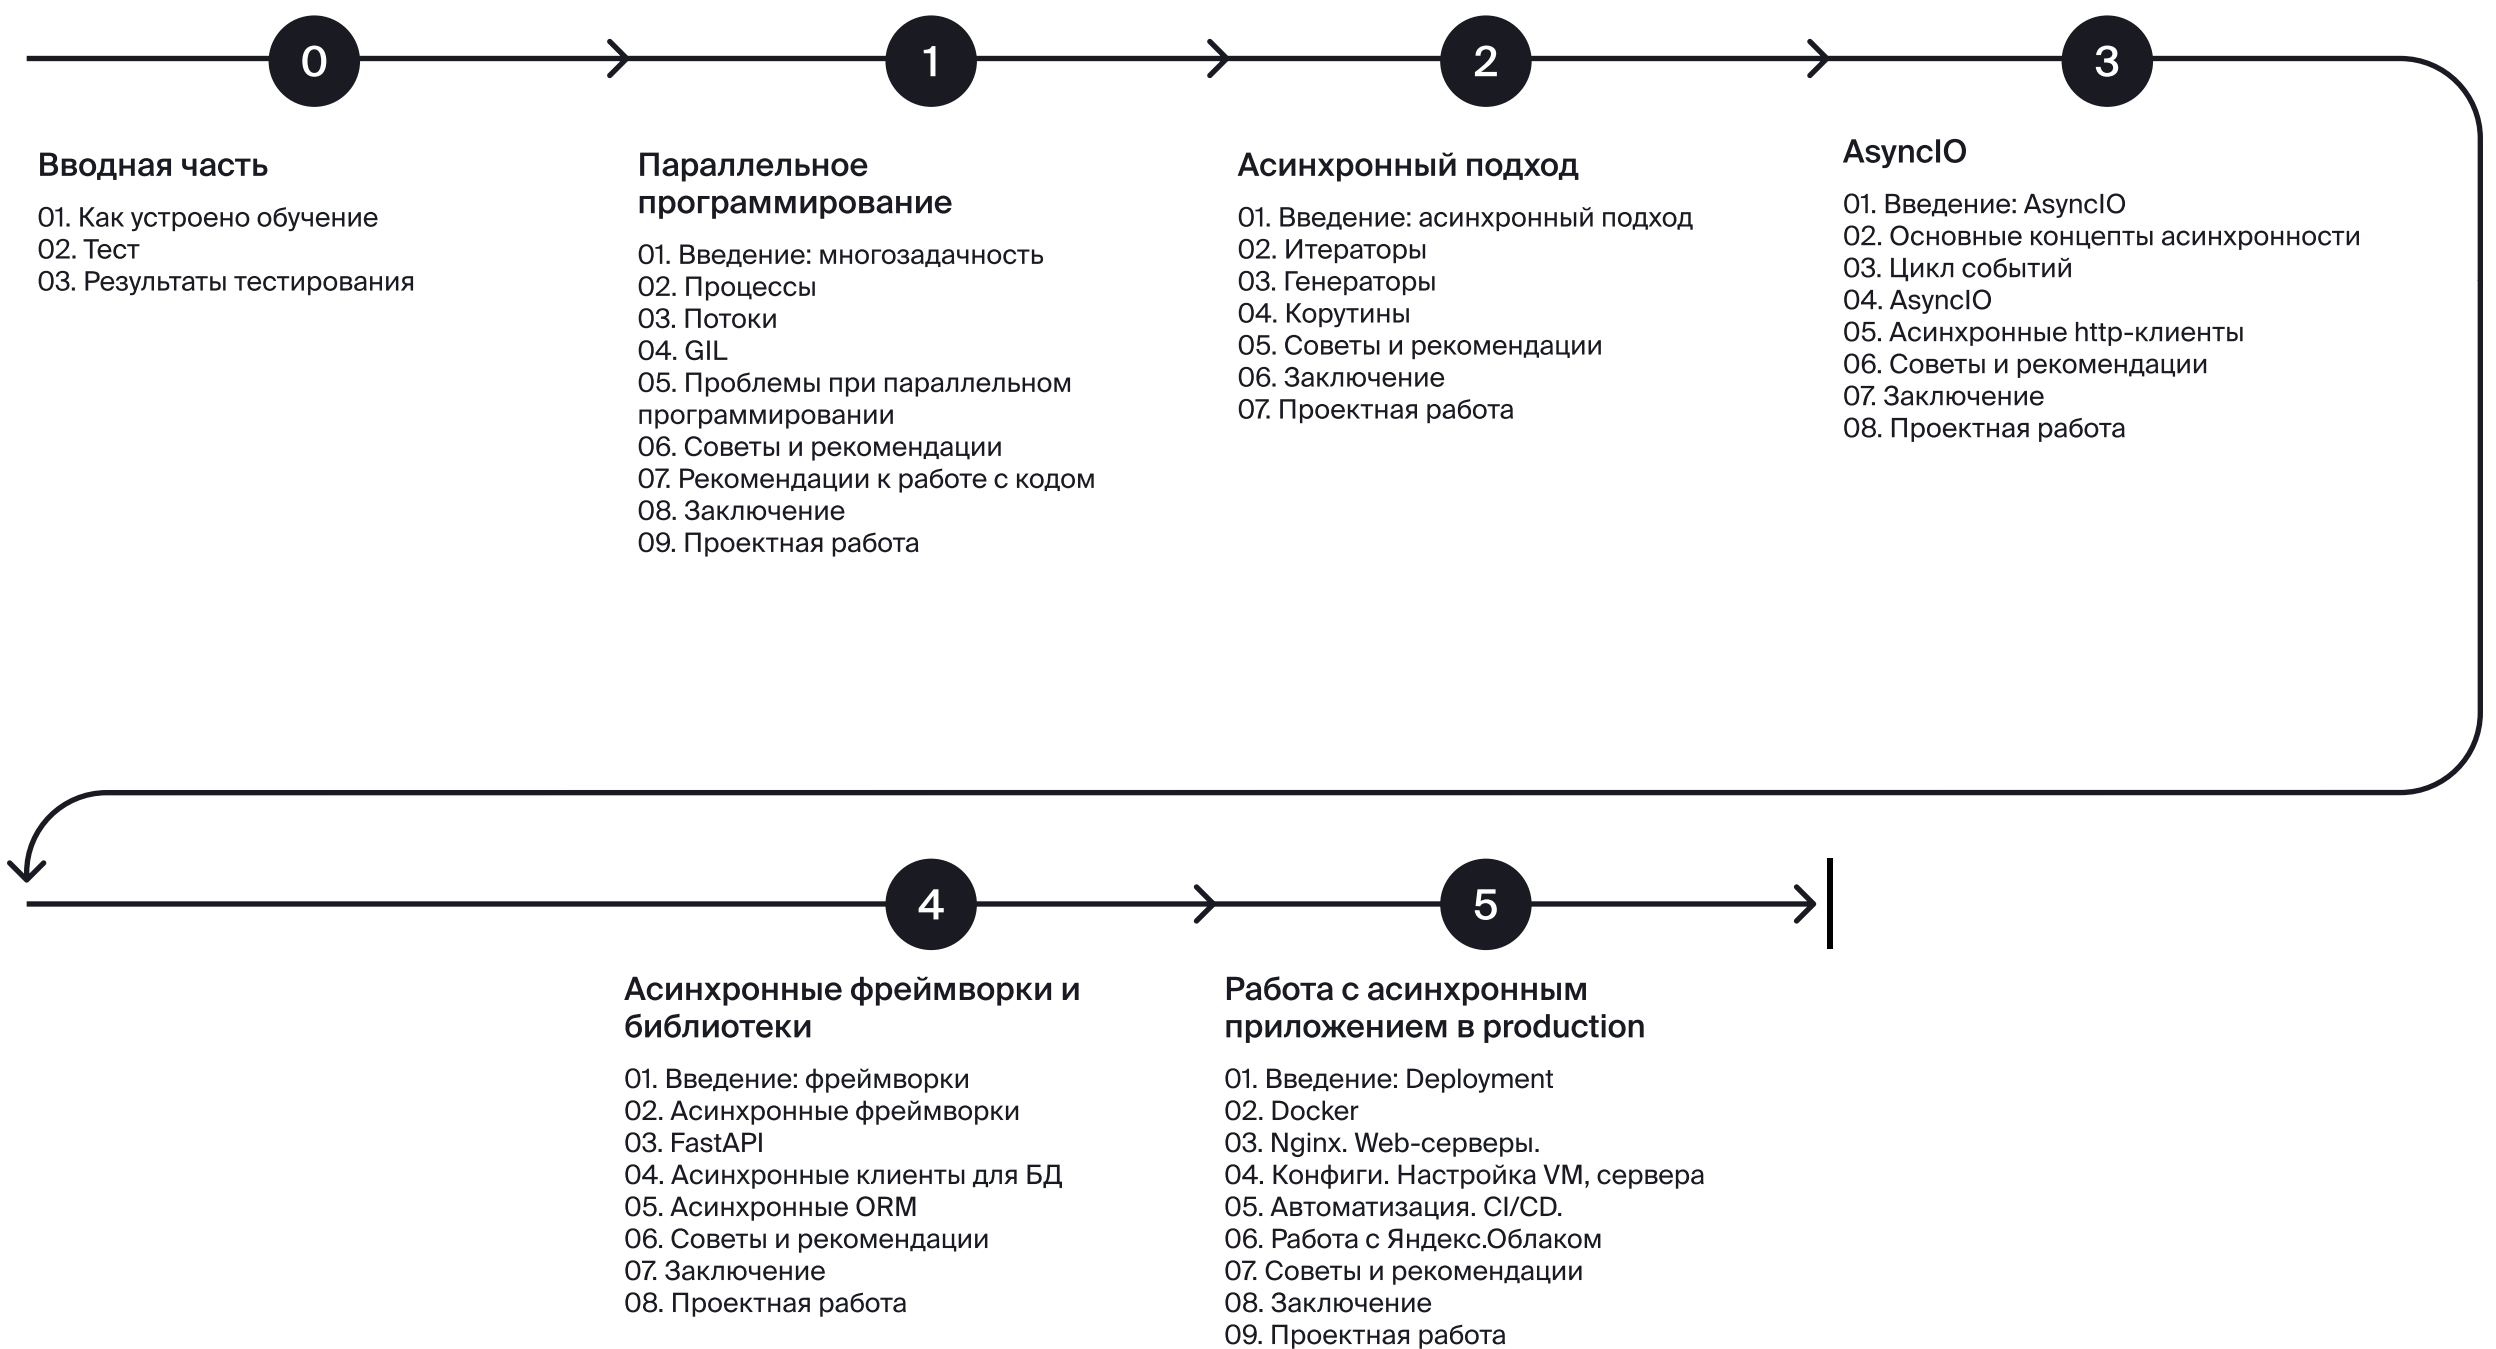 0
Вводная часть
01. Как устроено обучение
02. Тест
03. Результаты тестирования
1
Параллельное
программирование
01. Введение: многозадачность
02. Процессы
03. Потоки
04. GIL
05. Проблемы при параллельном
программировании
06. Советы и рекомендации
07. Рекомендации к работе с кодом
08. Заключение
09. Проектная работа
2
Асинхронный подход
01. Введение: асинхронный подход
02. Итераторы
03. Генераторы
04. Корутины
05. Советы и рекомендации
06. Заключение
07. Проектная работа
3
AsyncIO
01. Введение: AsyncIO
02. Основные концепты асинхронности
03. Цикл событий
04. AsyncIO
05. Асинхронные http-клиенты
06. Советы и рекомендации
07. Заключение
08. Проектная работа
4
Асинхронные фреймворки и
библиотеки
01. Введение: фреймворки
02. Асинхронные фреймворки
03. FastAPI
04. Асинхронные клиенты для БД
05. Асинхронные ORM
06. Советы и рекомендации
07. Заключение
08. Проектная работа
5
Работа с асинхронным
приложением в production
01. Введение: Deployment
02. Docker
03. Nginx. Web-серверы.
04. Конфиги. Настройка VM, сервера
05. Автоматизация. CI/CD.
06. Работа с Яндекс.Облаком
07. Советы и рекомендации
08. Заключение
09. Проектная работа